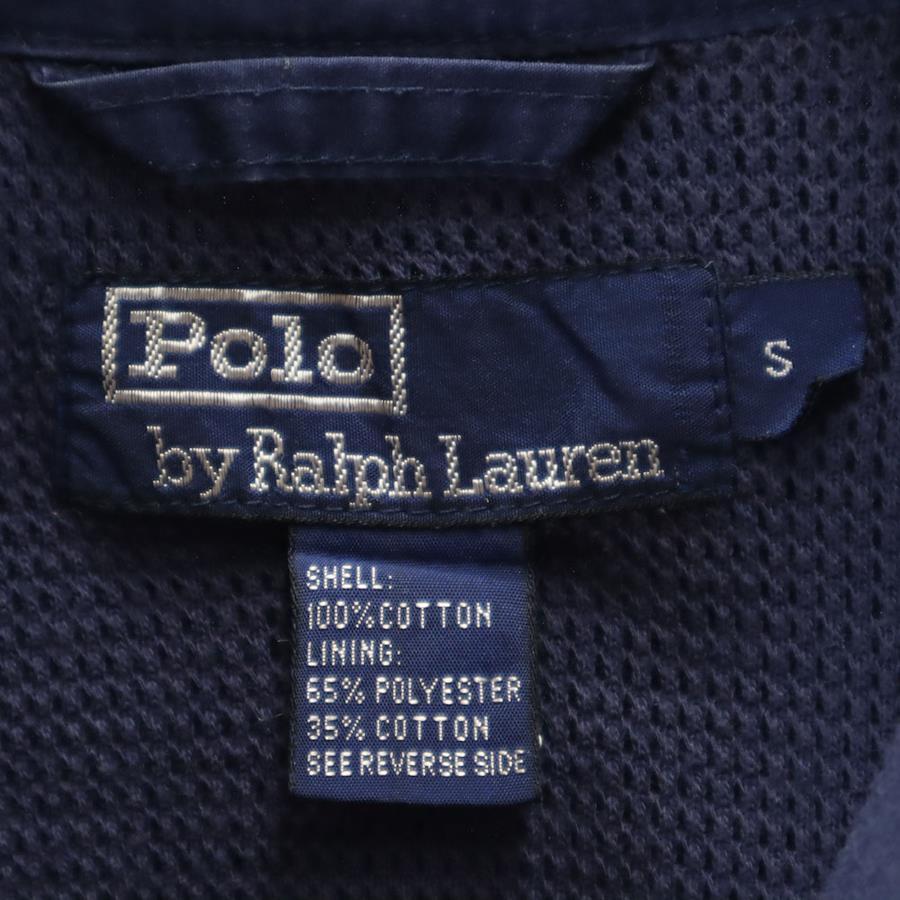 Polo
by Ralph Lauren
S
SHELL:
100% COTTON
LINING:
65% POLYESTER
35% COTTON
SEE REVERSE SIDE